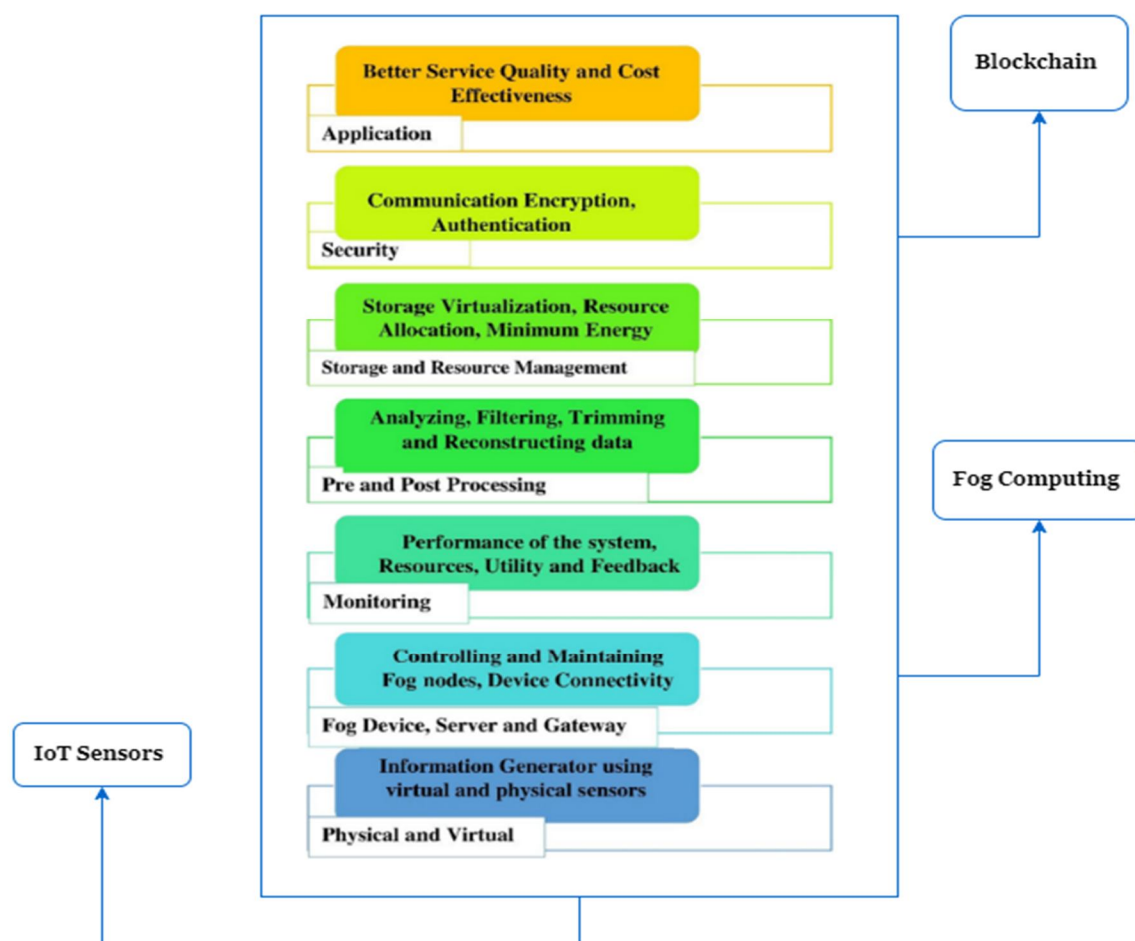 Better Service Quality and Cost
Effectiveness
Application
Communication Encryption,
Authentication
Security
Storage Virtualization, Resource
Allocation, Minimum Energy
Storage and Resource Management
Analyzing, Filtering, Trimming
and Reconstructing data
Pre and Post Processing
Performance of the system,
Resources, Utility and Feedback
Monitoring
Controlling and Maintaining
Fog nodes, Device Connectivity
Fog Device, Server and Gateway
Information Generator using
virtual and physical sensors
Physical and Virtual
Blockchain
Fog Computing
IoT Sensors